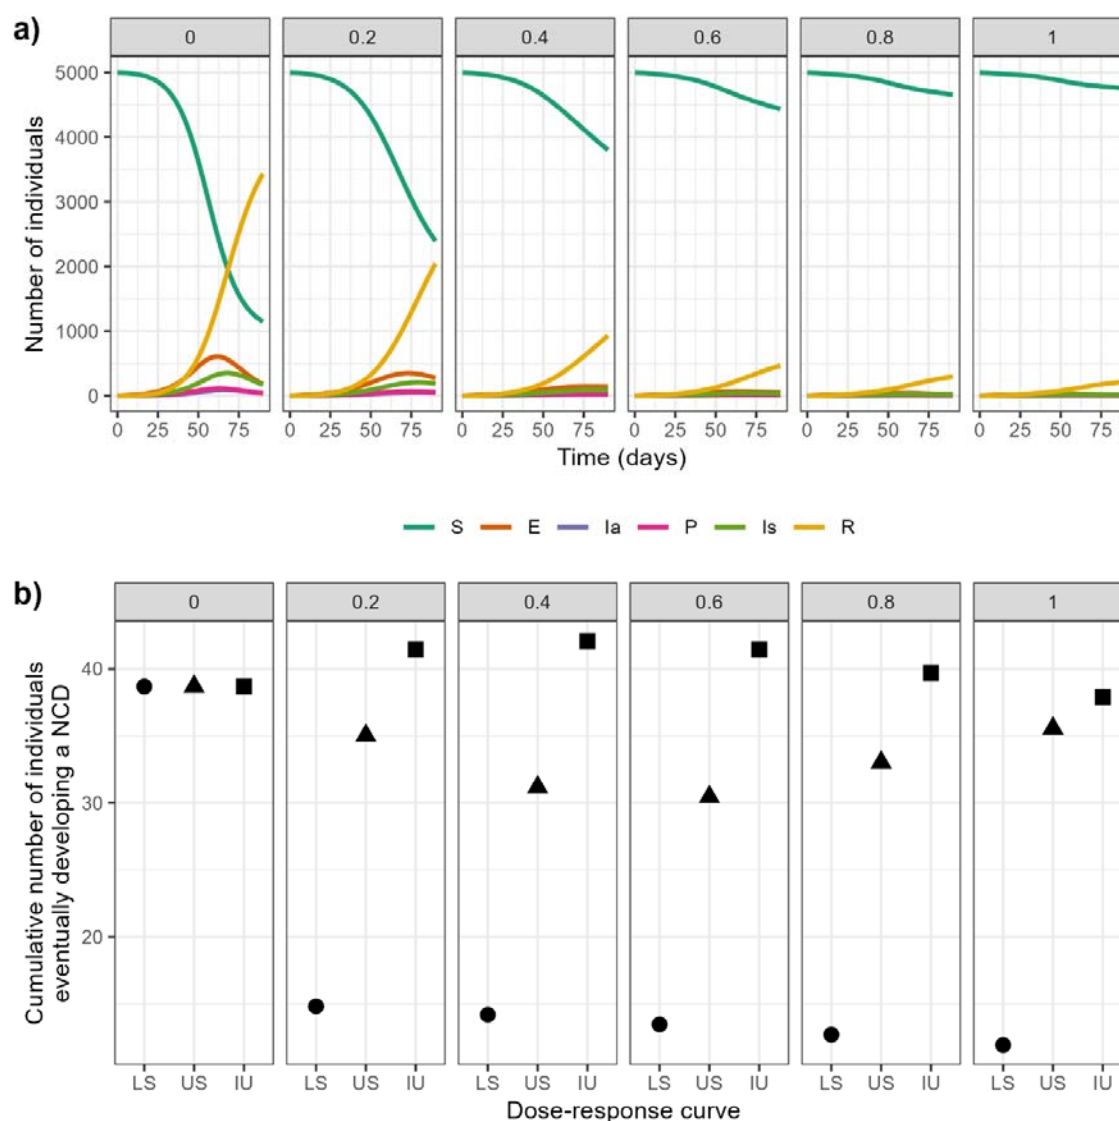 a)
0 0.2 0.4 0.6 0.8 1
Number of individuals
5000
4000
3000
2000
1000
0
0 25 50 75 0 25 50 75 0 25 50 75 0 25 50 75 0 25 50 75 0 25 50 75
Time (days)
S E Ia P Is R
b)
0 0.2 0.4 0.6 0.8 1
Cumulative number of individuals
eventually developing a NCD
40
30
20
LS US IU LS US IU LS US IU LS US IU LS US IU LS US IU
Dose-response curve